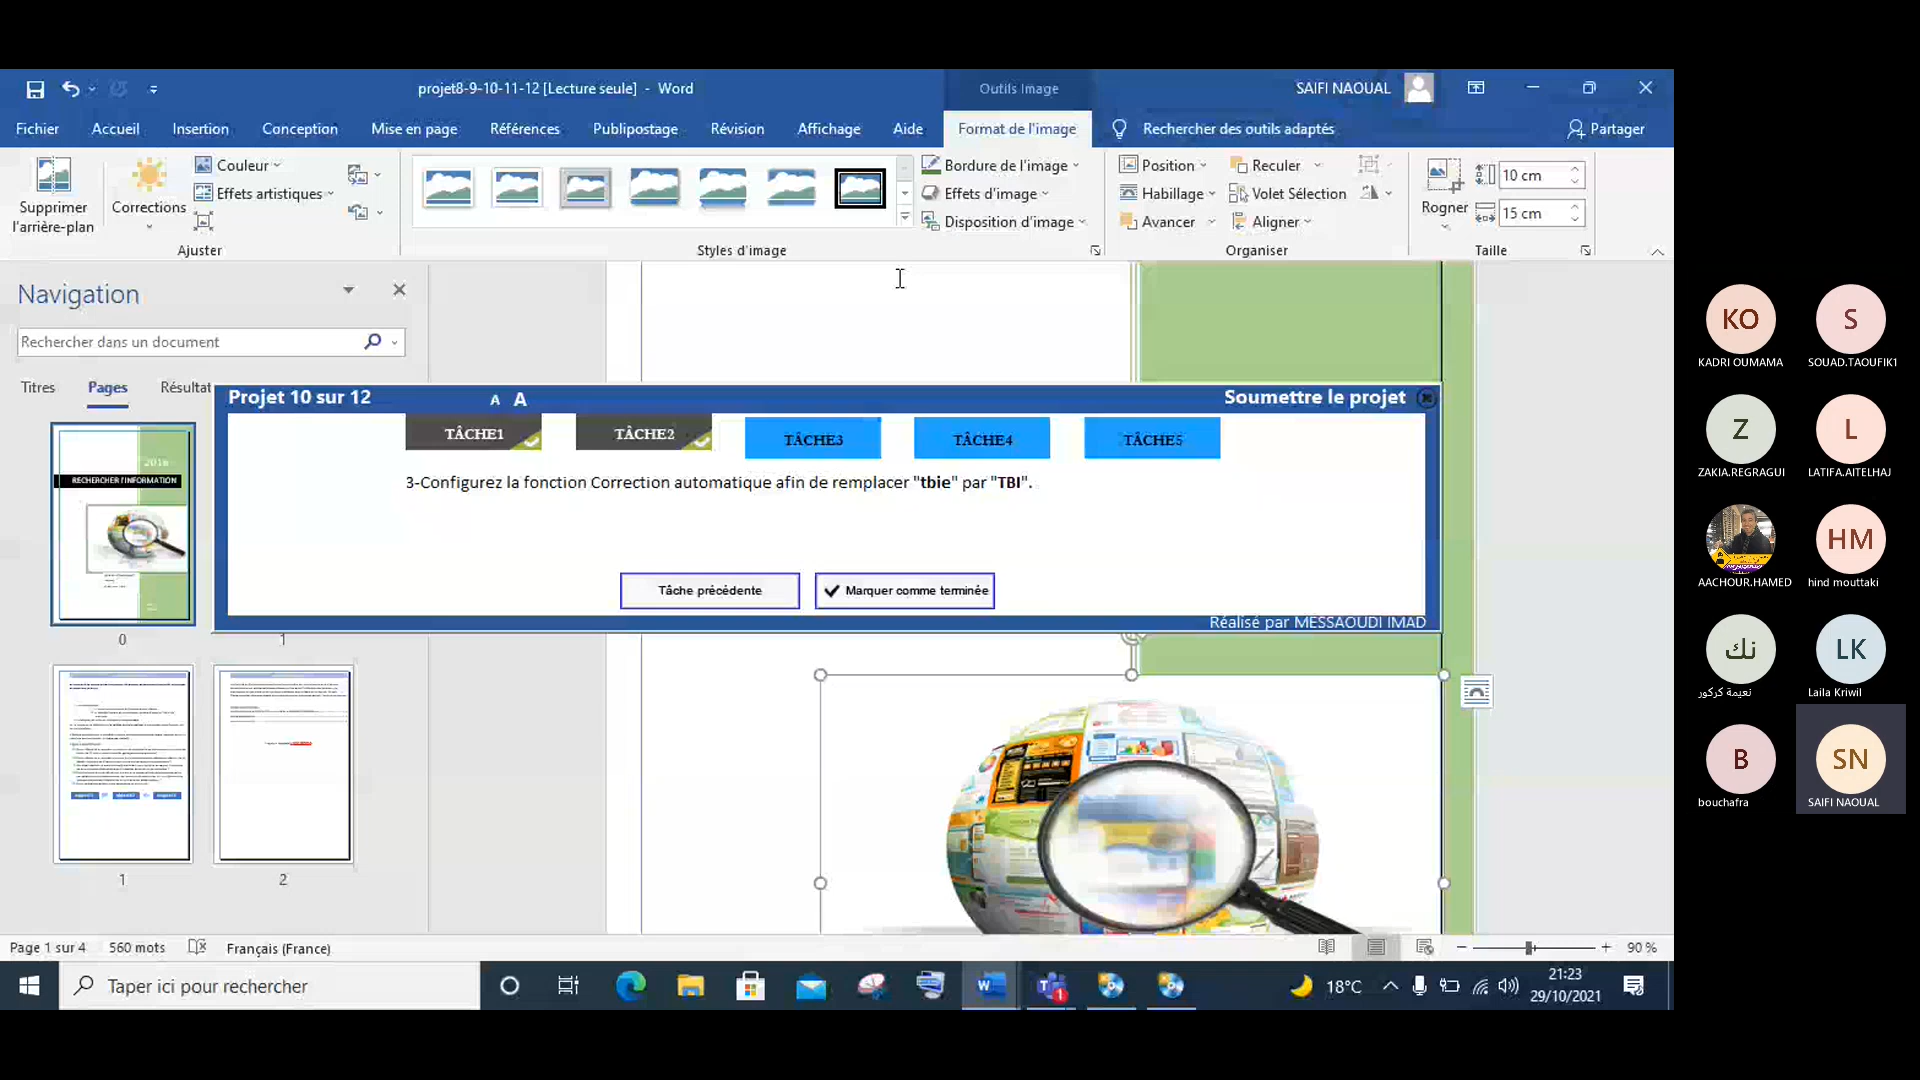 projet8-9-10-11-12 [Lecture seule] - Word
Outils Image
SAIFI NAOUAL
Fichier Accueil Insertion Conception Mise en page Références Publipostage Révision Affichage Aide Format de l'image Rechercher des outils adaptés Partager
Supprimer l'arrière-plan
Corrections
Couleur
Effets artistiques
Ajuster
Styles d'image
Bordure de l'image
Effets d'image
Disposition d'image
Position
Habillage
Avancer
Reculer
Volet Sélection
Aligner
Organiser
Rogner
10 cm
15 cm
Taille
Navigation
Rechercher dans un document
Titres Pages Résultat
2018
RECHERCHER l'INFORMATION
0
1
1
2
Projet 10 sur 12 A A Soumettre le projet
TÂCHE1 TÂCHE2 TÂCHE3 TÂCHE4 TÂCHE5
3-Configurez la fonction Correction automatique afin de remplacer "tbie" par "TBI".
Tâche précédente Marquer comme terminée
Réalisé par MESSAOUDI IMAD
Page 1 sur 4 560 mots Français (France) 90 %
Taper ici pour rechercher
W
1
18°C
21:23
29/10/2021
KO
KADRI OUMAMA
S
SOUAD.TAOUFIK1
Z
ZAKIA.REGRAGUI
L
LATIFA.AITELHAJ
AACHOUR.HAMED
HM
hind mouttaki
نك
نعيمة كركور
LK
Laila Kriwil
B
bouchafra
SN
SAIFI NAOUAL